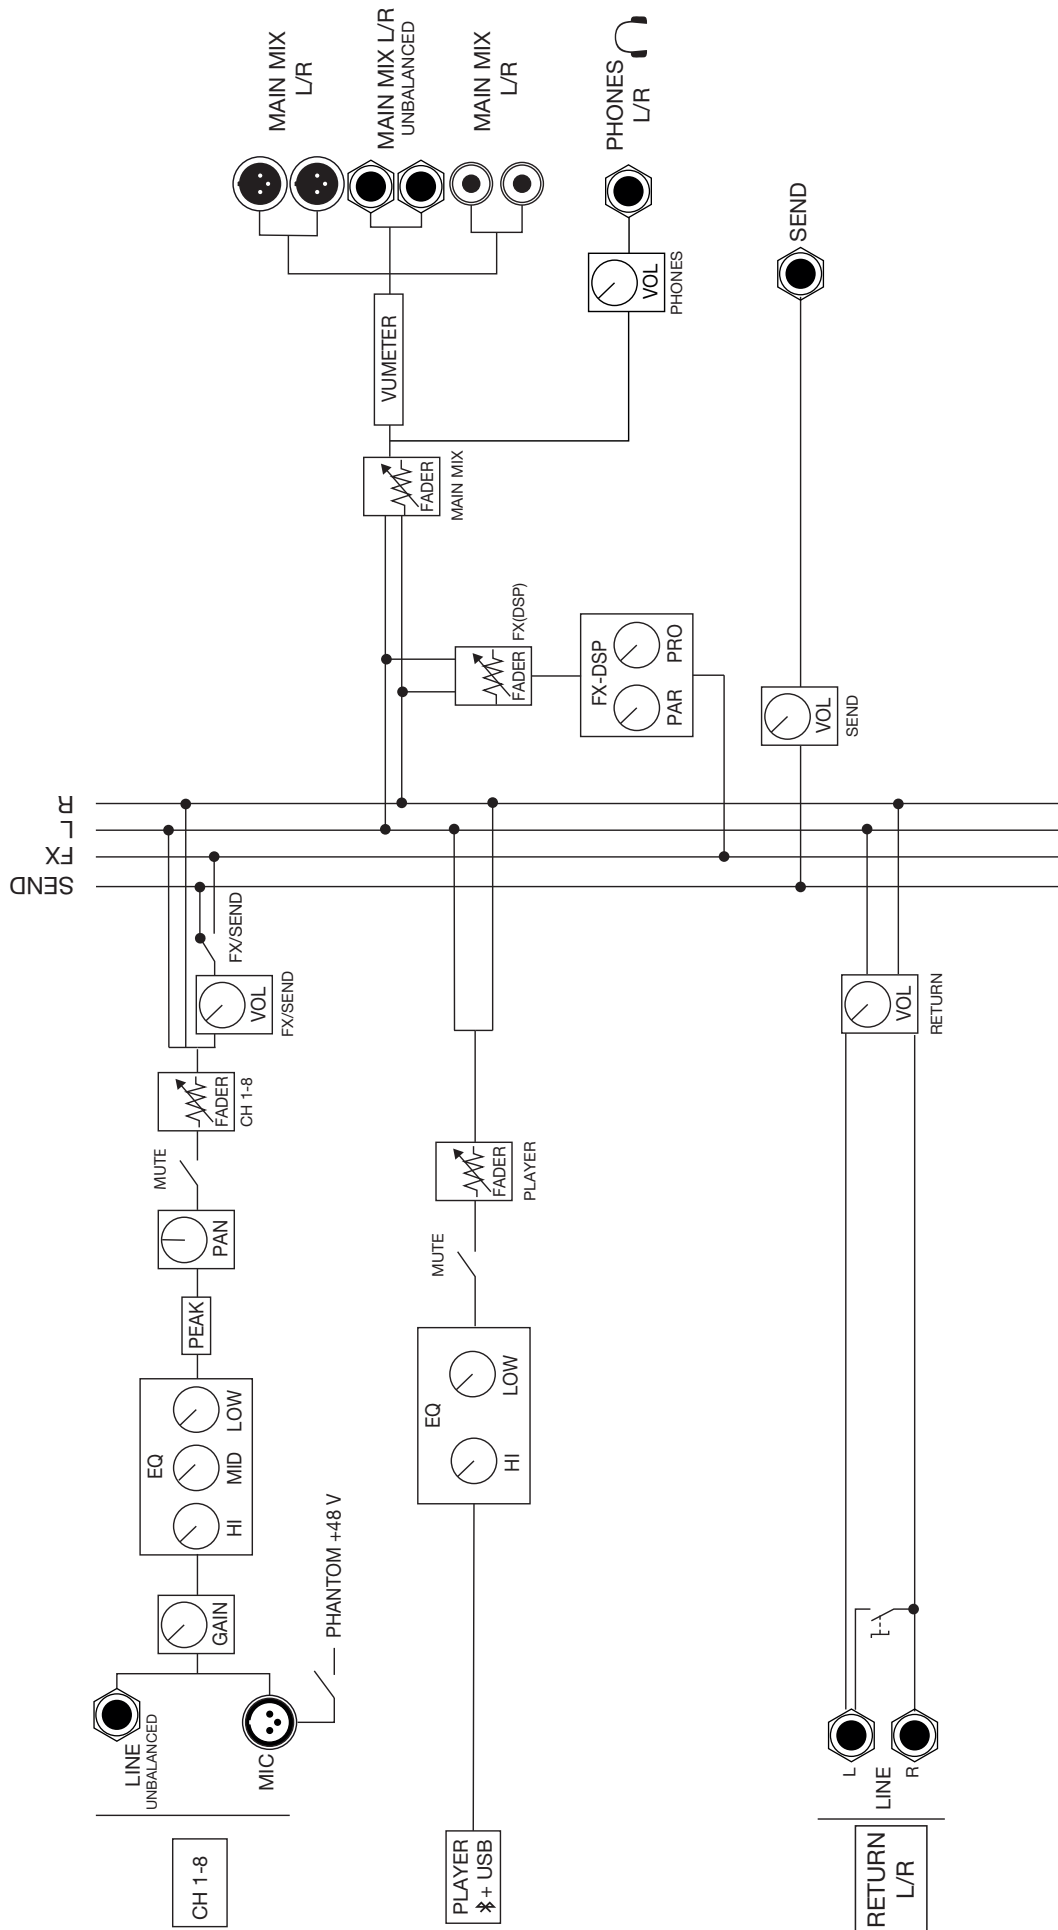 CH 1-8
LINE
UNBALANCED
MIC
PHANTOM +48 V
GAIN
EQ
HI
MID
LOW
PEAK
PAN
MUTE
FADER
CH 1-8
VOL
FX/SEND
FX/SEND
SEND
FX
L
R
PLAYER
+ USB
EQ
HI
LOW
MUTE
FADER
PLAYER
FADER
FX(DSP)
FX-DSP
PAR
PRO
FADER
MAIN MIX
VUMETER
MAIN MIX
L/R
MAIN MIX L/R
UNBALANCED
MAIN MIX
L/R
VOL
PHONES
PHONES
L/R
VOL
SEND
SEND
RETURN
L/R
LINE
L
R
VOL
RETURN